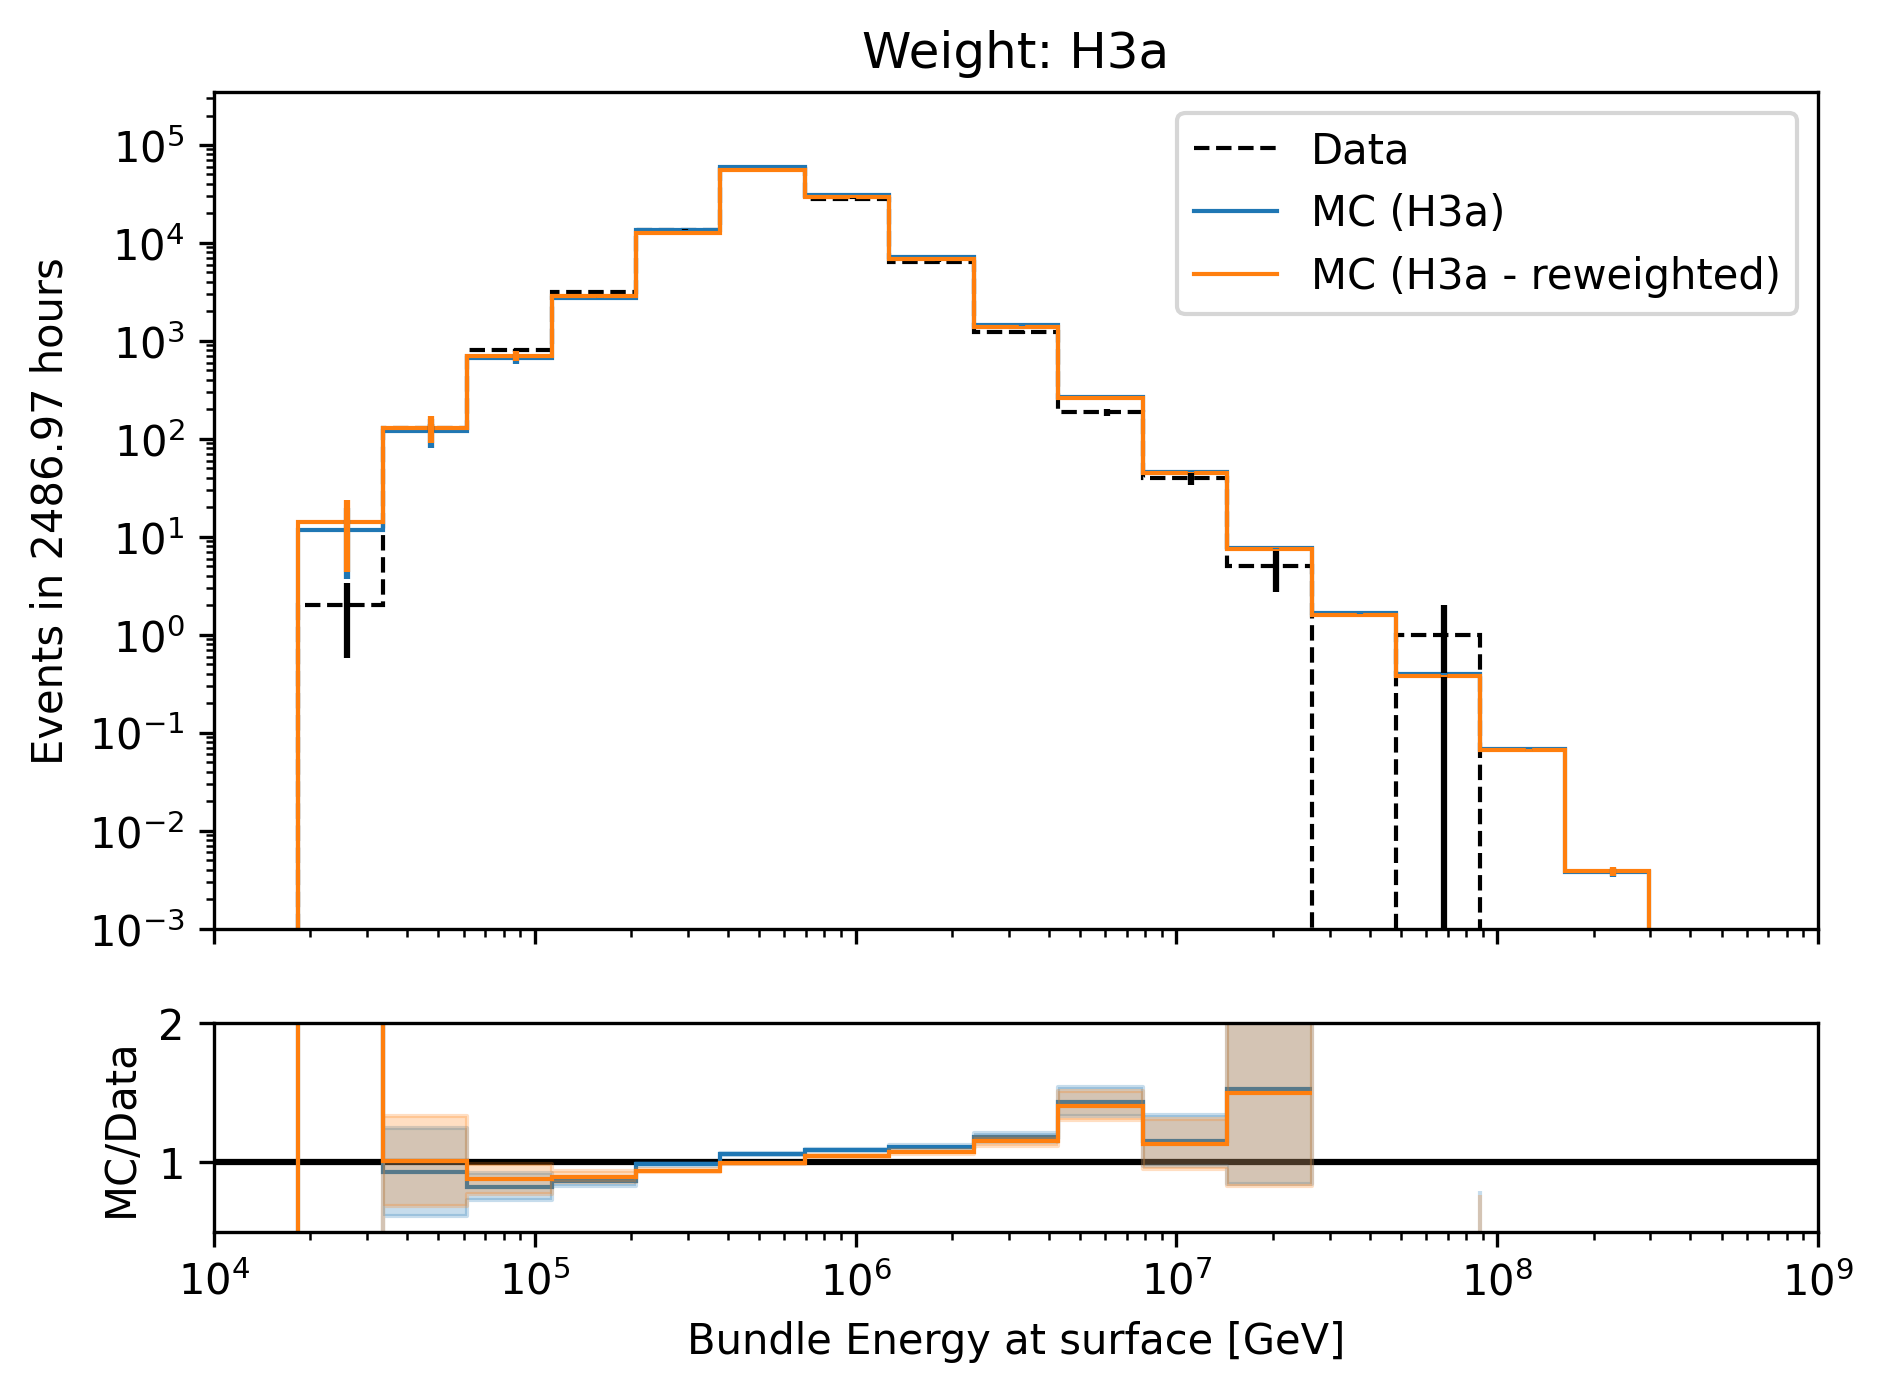 Weight: H3a
Events in 2486.97 hours
10⁵
10⁴
10³
10²
10¹
10⁰
10⁻¹
10⁻²
10⁻³
Data
MC (H3a)
MC (H3a - reweighted)
MC/Data
2
1
10⁴ 10⁵ 10⁶ 10⁷ 10⁸ 10⁹
Bundle Energy at surface [GeV]